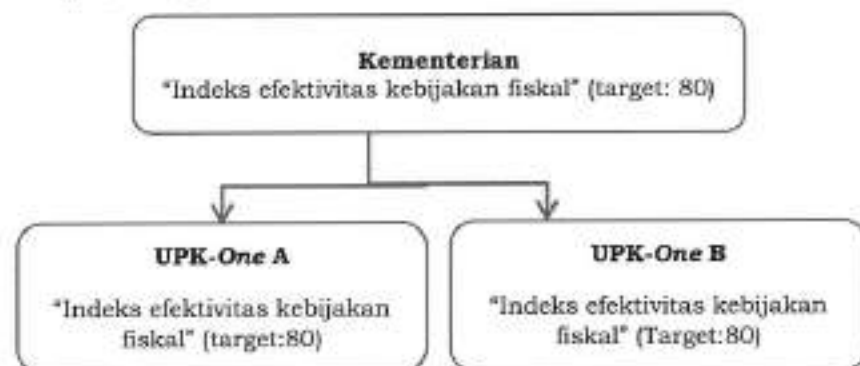 Kementerian
"Indeks efektivitas kebijakan fiskal" (target: 80)
UPK-One A
"Indeks efektivitas kebijakan
fiskal" (target:80)
UPK-One B
"Indeks efektivitas kebijakan
fiskal" (Target:80)